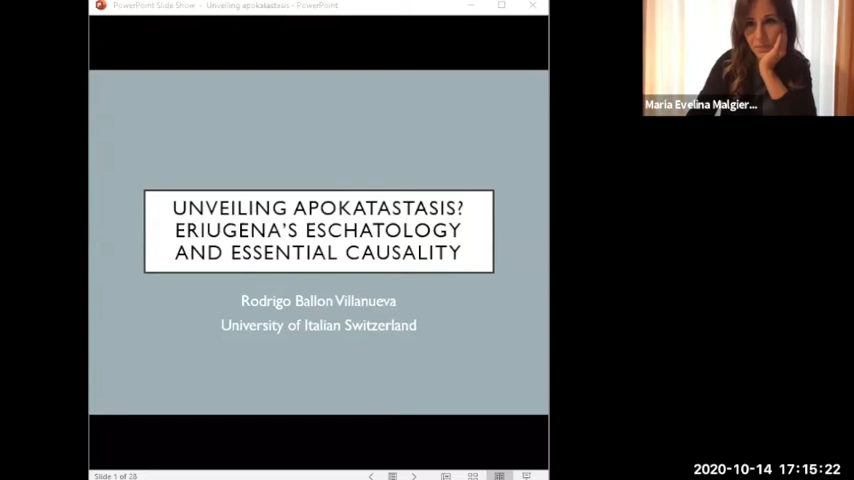 PowerPoint Slide Show - Unveiling apokatastasis - PowerPoint
Maria Evelina Malgier...
UNVEILING APOKATASTASIS?
ERIUGENA'S ESCHATOLOGY
AND ESSENTIAL CAUSALITY
Rodrigo Ballon Villanueva
University of Italian Switzerland
Slide 1 of 28
2020-10-14 17:15:22